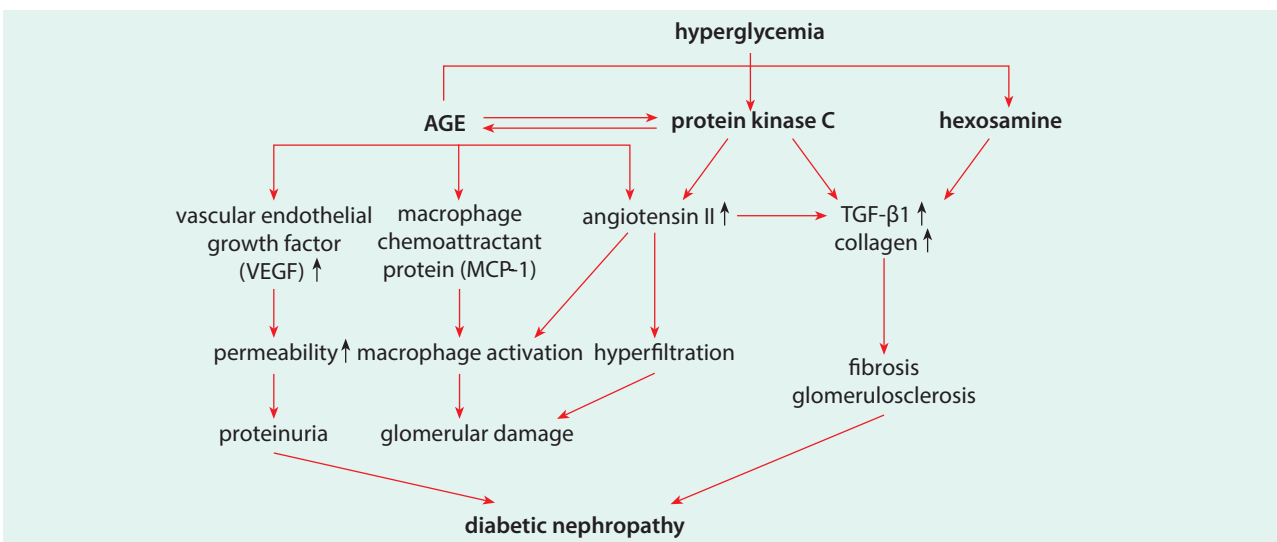 hyperglycemia
AGE
protein kinase C
hexosamine
vascular endothelial
growth factor
(VEGF) ↑
macrophage
chemoattractant
protein (MCP-1)
angiotensin II ↑
TGF-β1 ↑
collagen ↑
permeability ↑
macrophage activation
hyperfiltration
fibrosis
glomerulosclerosis
proteinuria
glomerular damage
diabetic nephropathy